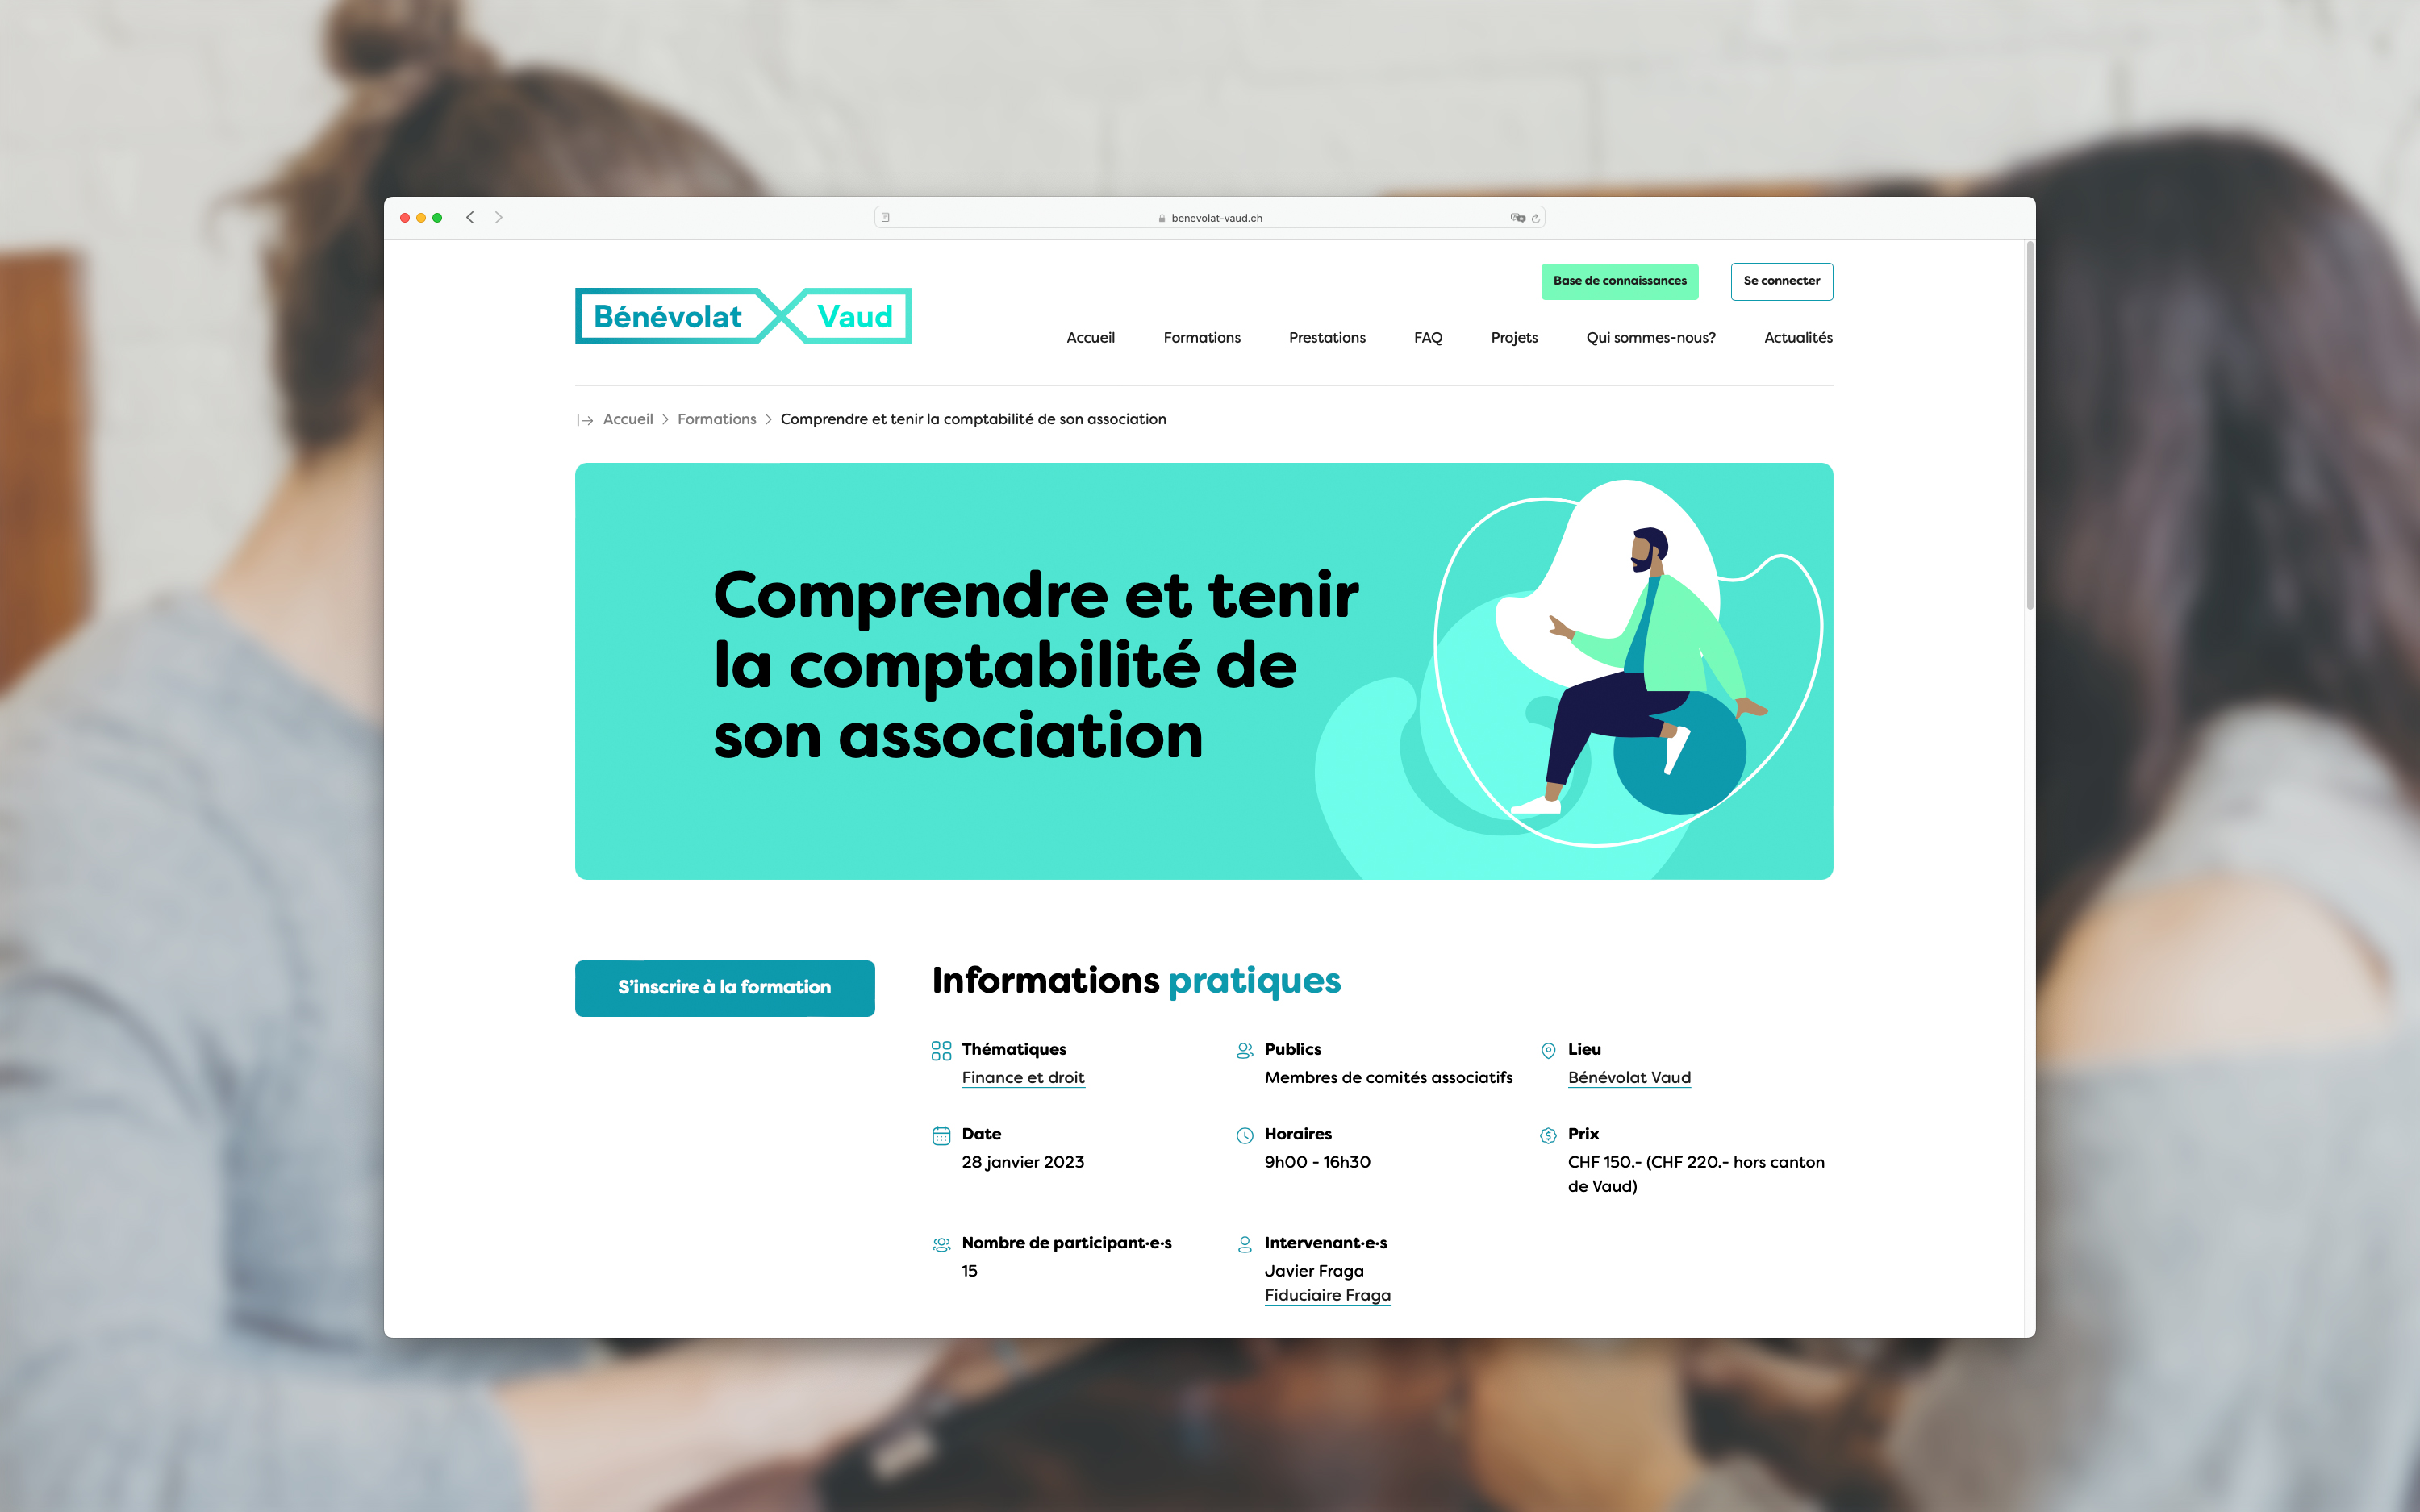 benevolat-vaud.ch
Base de connaissances
Se connecter
Bénévolat Vaud
Accueil Formations Prestations FAQ Projets Qui sommes-nous? Actualités
Accueil > Formations > Comprendre et tenir la comptabilité de son association
Comprendre et tenir
la comptabilité de
son association
S'inscrire à la formation
Informations pratiques
Thématiques
Finance et droit
Publics
Membres de comités associatifs
Lieu
Bénévolat Vaud
Date
28 janvier 2023
Horaires
9h00 - 16h30
Prix
CHF 150.- (CHF 220.- hors canton
de Vaud)
Nombre de participant·e·s
15
Intervenant·e·s
Javier Fraga
Fiduciaire Fraga